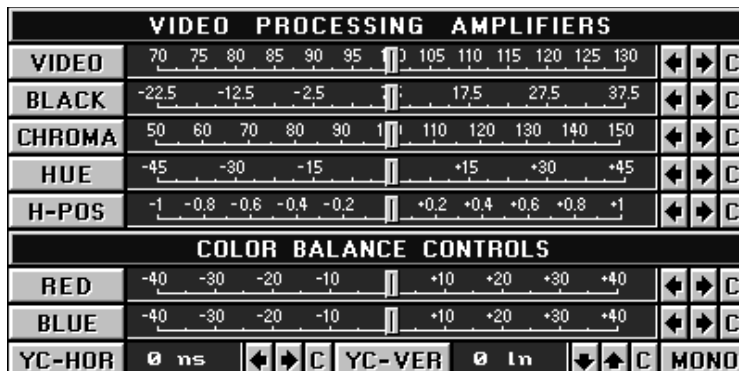 VIDEO PROCESSING AMPLIFIERS
VIDEO 70 75 80 85 90 95 105 110 115 120 125 130 C
BLACK -22.5 -12.5 -2.5 17.5 27.5 37.5 C
CHROMA 50 60 70 80 90 110 120 130 140 150 C
HUE -45 -30 -15 +15 +30 +45 C
H-POS -1 -0.8 -0.6 -0.4 -0.2 +0.2 +0.4 +0.6 +0.8 +1 C
COLOR BALANCE CONTROLS
RED -40 -30 -20 -10 +10 +20 +30 +40 C
BLUE -40 -30 -20 -10 +10 +20 +30 +40 C
YC-HOR 0 ns C YC-VER 0 ln C MONO